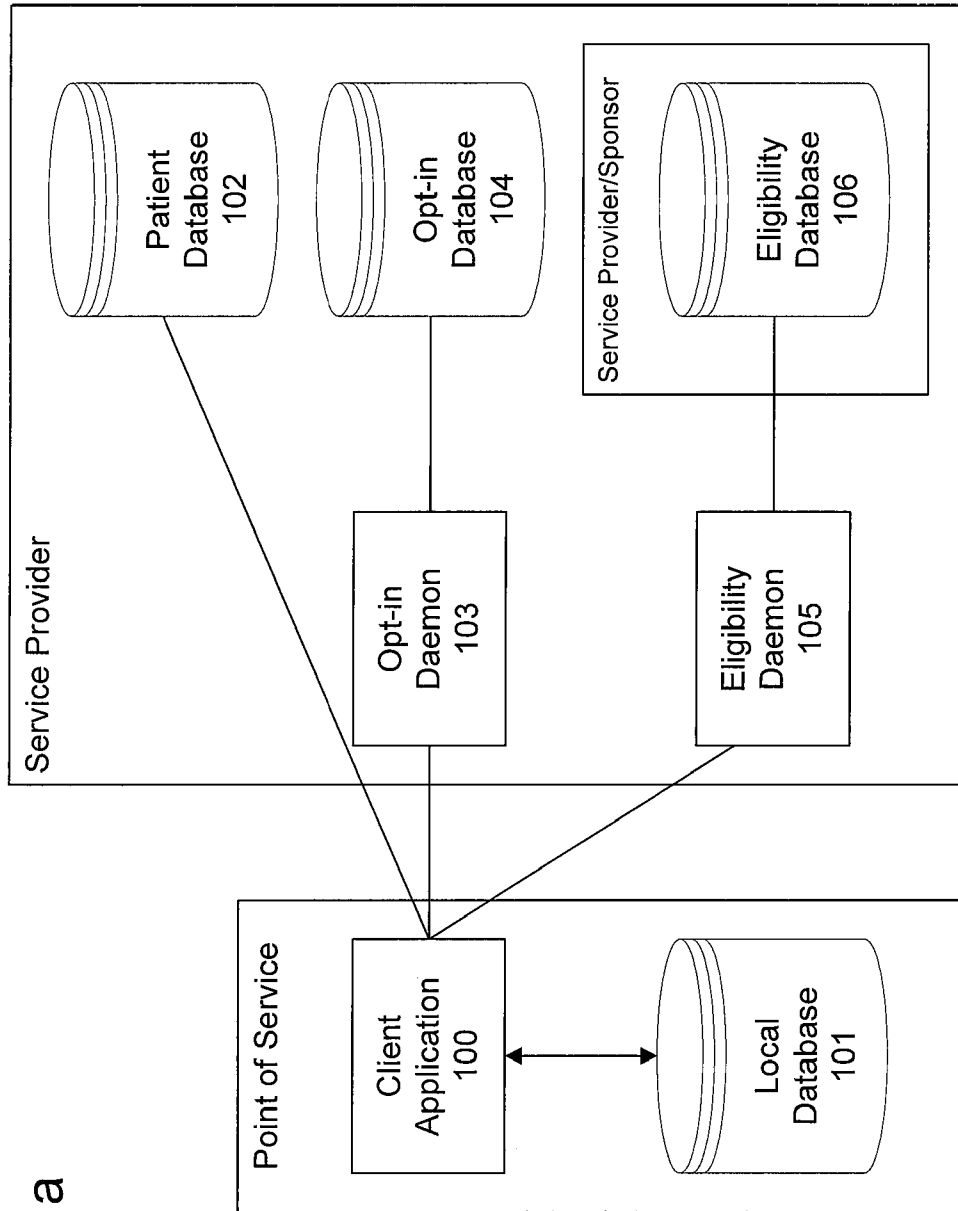 a
Point of Service
Client
Application
100
Local
Database
101
Service Provider
Opt-in
Daemon
103
Eligibility
Daemon
105
Patient
Database
102
Opt-in
Database
104
Service Provider/Sponsor
Eligibility
Database
106